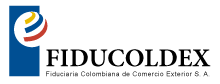 FIDUCOLDEX
Fiduciaria Colombiana de Comercio Exterior S. A.